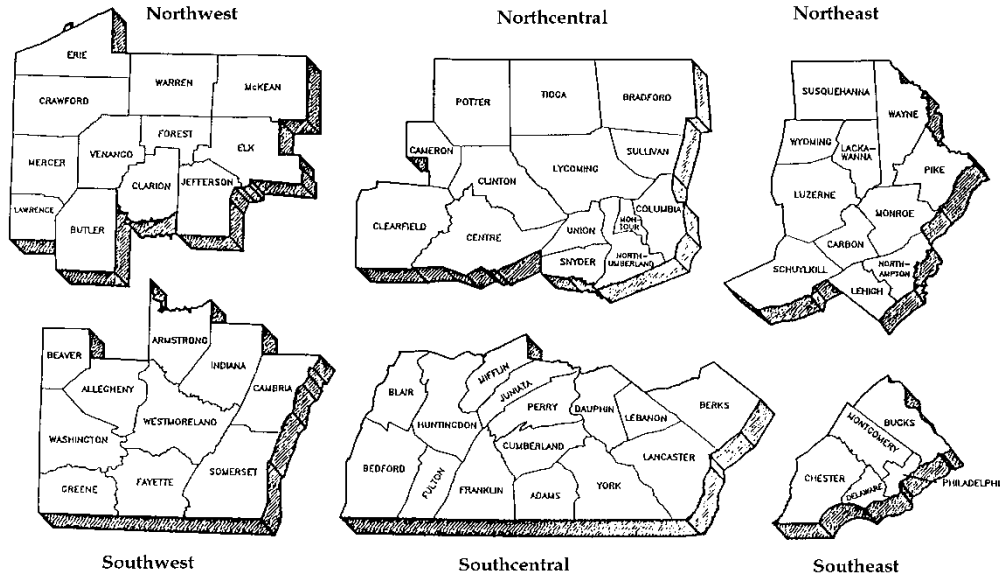 Northwest
ERIE
WARREN
McKEAN
CRAWFORD
FOREST
ELK
MERCER
VENANGO
CLARION
JEFFERSON
LAWRENCE
BUTLER
Northcentral
POTTER
TIOGA
BRADFORD
CAMERON
SULLIVAN
LYCOMING
CLINTON
CLEARFIELD
CENTRE
UNION
MON-
TOUR
COLUMBIA
SNYDER
NORTH-
UMBERLAND
Northeast
SUSQUEHANNA
WAYNE
WYOMING
LACKA-
WANNA
PIKE
LUZERNE
MONROE
CARBON
SCHUYLKILL
NORTH-
AMPTON
LEHIGH
ARMSTRONG
BEAVER
INDIANA
ALLEGHENY
CAMBRIA
WESTMORELAND
WASHINGTON
SOMERSET
FAYETTE
GREENE
Southwest
MIFFLIN
BLAIR
JUNIATA
HUNTINGDON
PERRY
DAUPHIN
LEBANON
BERKS
CUMBERLAND
LANCASTER
BEDFORD
FULTON
FRANKLIN
ADAMS
YORK
Southcentral
BUCKS
MONTGOMERY
CHESTER
DELAWARE
PHILADELPHI
Southeast